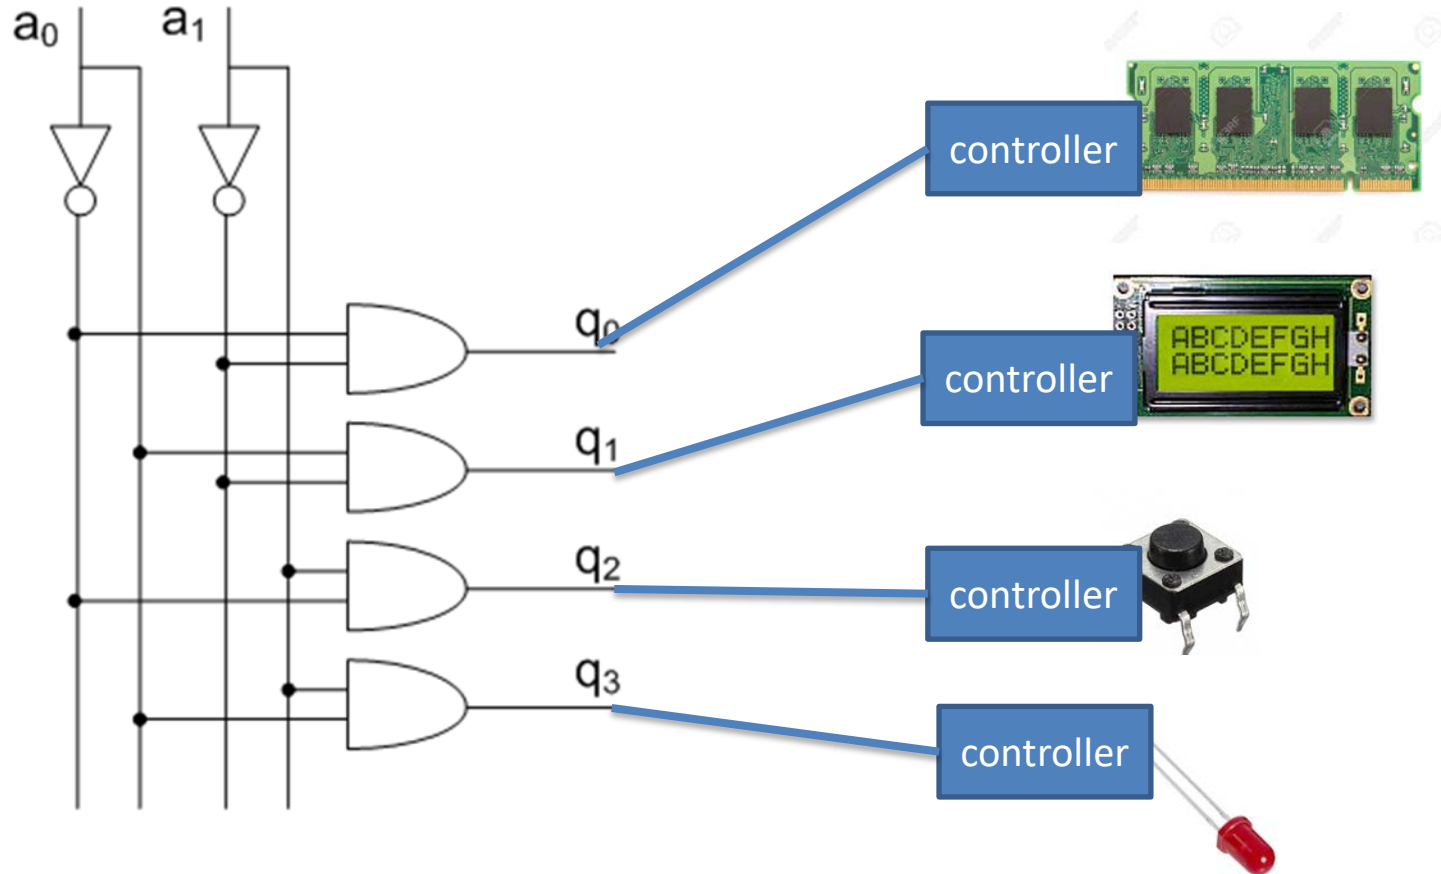 a₀ a₁
controller
q₀
ABCDEFGH
ABCDEFGH
controller
q₁
q₂
controller
q₃
controller